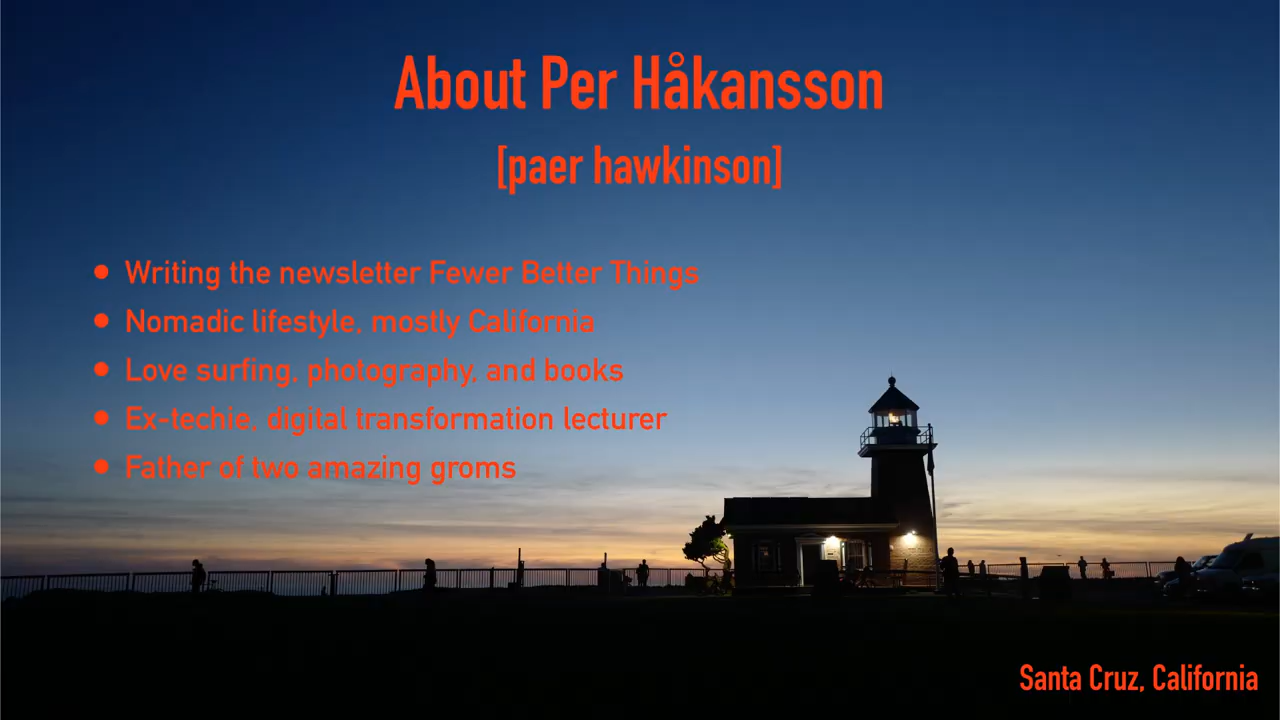 About Per Håkansson
[paer hawkinson]
● Writing the newsletter Fewer Better Things
● Nomadic lifestyle, mostly California
● Love surfing, photography, and books
● Ex-techie, digital transformation lecturer
● Father of two amazing groms
Santa Cruz, California